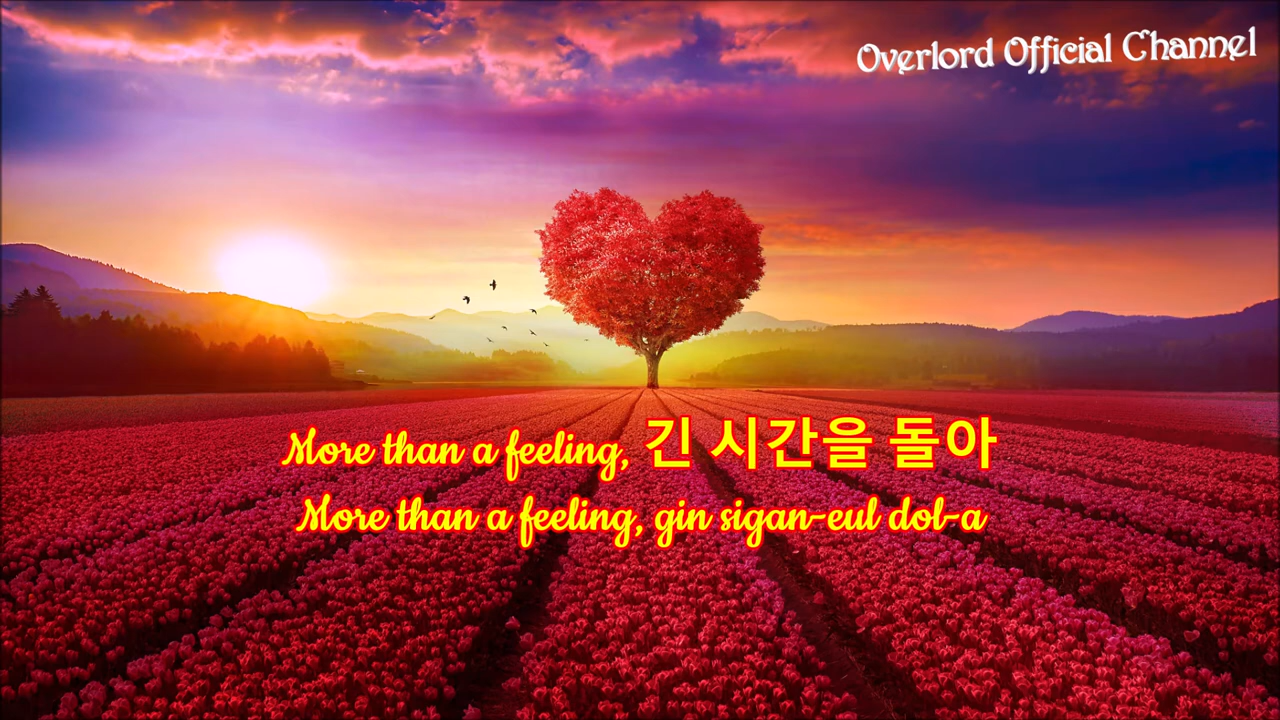 Overlord Official Channel
More than a feeling, 긴 시간을 돌아
More than a feeling, gin sigan-eul dol-a